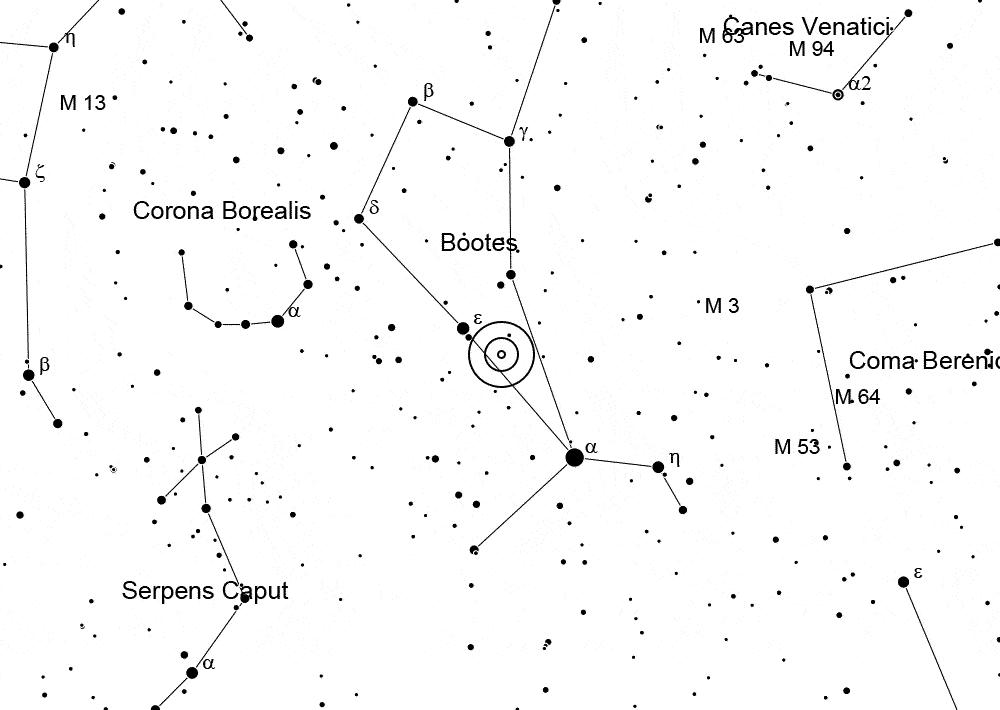 Canes Venatici
M 63
η
M 94
α2
β
M 13
γ
ζ
δ
Corona Borealis
Bootes
M 3
α
ε
β
Coma Berenic
M 64
α
η
M 53
ε
Serpens Caput
α